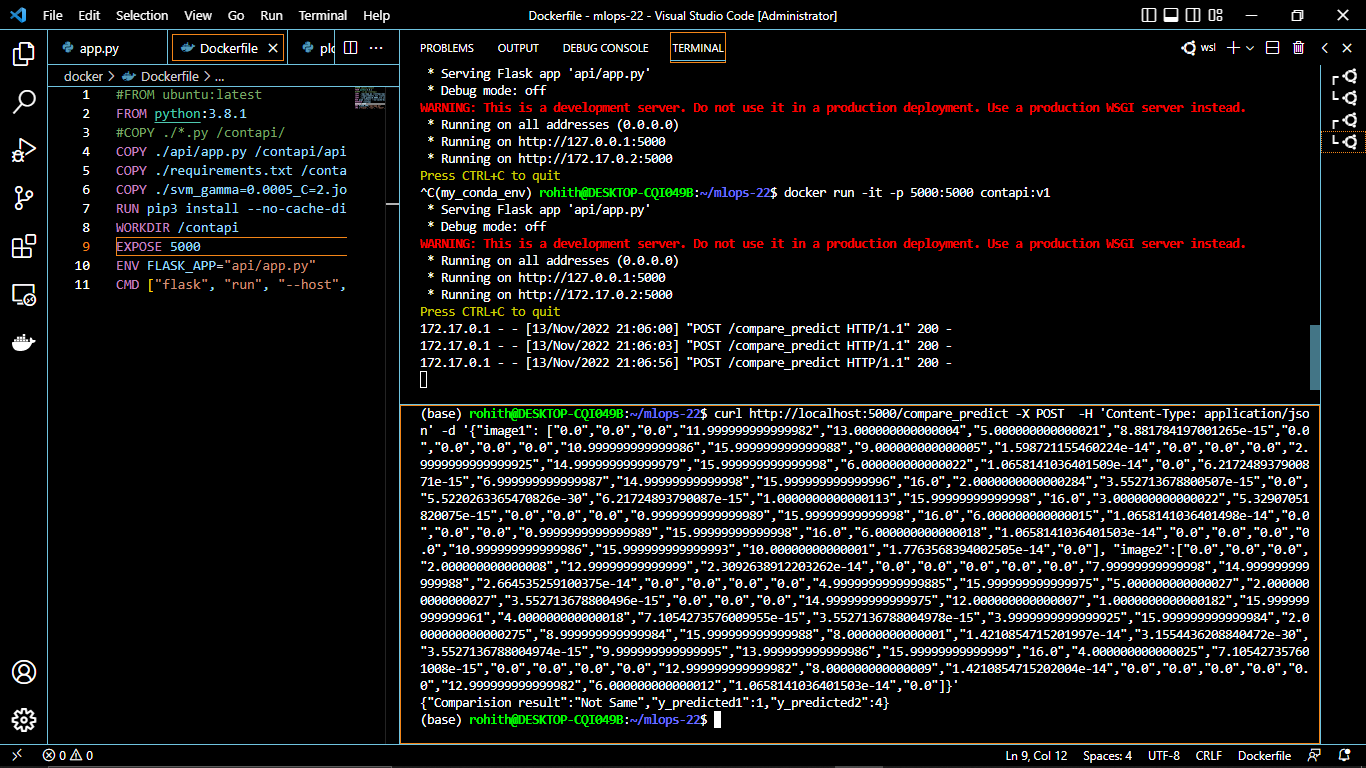 File Edit Selection View Go Run Terminal Help
Dockerfile - mlops-22 - Visual Studio Code [Administrator]
app.py
Dockerfile
docker > Dockerfile > ...
1 #FROM ubuntu:latest
2 FROM python:3.8.1
3 #COPY ./*.py /contapi/
4 COPY ./api/app.py /contapi/api
5 COPY ./requirements.txt /conta
6 COPY ./svm_gamma=0.0005_C=2.jo
7 RUN pip3 install --no-cache-di
8 WORKDIR /contapi
9 EXPOSE 5000
10 ENV FLASK_APP="api/app.py"
11 CMD ["flask", "run", "--host",
PROBLEMS OUTPUT DEBUG CONSOLE TERMINAL
wsl
* Serving Flask app 'api/app.py'
* Debug mode: off
WARNING: This is a development server. Do not use it in a production deployment. Use a production WSGI server instead.
* Running on all addresses (0.0.0.0)
* Running on http://127.0.0.1:5000
* Running on http://172.17.0.2:5000
Press CTRL+C to quit
^C(my_conda_env) rohith@DESKTOP-CQI049B:~/mlops-22$ docker run -it -p 5000:5000 contapi:v1
* Serving Flask app 'api/app.py'
* Debug mode: off
WARNING: This is a development server. Do not use it in a production deployment. Use a production WSGI server instead.
* Running on all addresses (0.0.0.0)
* Running on http://127.0.0.1:5000
* Running on http://172.17.0.2:5000
Press CTRL+C to quit
172.17.0.1 - - [13/Nov/2022 21:06:00] "POST /compare_predict HTTP/1.1" 200 -
172.17.0.1 - - [13/Nov/2022 21:06:03] "POST /compare_predict HTTP/1.1" 200 -
172.17.0.1 - - [13/Nov/2022 21:06:56] "POST /compare_predict HTTP/1.1" 200 -
(base) rohith@DESKTOP-CQI049B:~/mlops-22$ curl http://localhost:5000/compare_predict -X POST  -H 'Content-Type: application/js
on' -d '{"image1": ["0.0","0.0","0.0","11.999999999999982","13.000000000000004","5.000000000000021","8.881784197001265e-15","0.0
","0.0","0.0","0.0","10.999999999999986","15.999999999999988","9.000000000000005","1.598721155460224e-14","0.0","0.0","0.0","2.
9999999999999925","14.999999999999979","15.999999999999998","6.000000000000022","1.0658141036401509e-14","0.0","6.21724893790
0871e-15","6.99999999999987","14.999999999999998","15.999999999999996","16.0","2.0000000000000284","3.552713678800507e-15","0.0",
"5.5220263365470826e-30","6.21724893790087e-15","1.0000000000000113","15.999999999999998","16.0","3.000000000000022","5.32907051
820075e-15","0.0","0.0","0.0","0.9999999999999989","15.999999999999998","16.0","6.000000000000015","1.0658141036401498e-14","0.0
","0.0","0.0","0.9999999999999989","15.999999999999998","16.0","6.000000000000018","1.0658141036401503e-14","0.0","0.0","0.0","0
.0","10.999999999999986","15.999999999999993","10.00000000000001","1.7763568394002505e-14","0.0"], "image2":["0.0","0.0","0.0",
"2.000000000000008","12.999999999999999","2.3092638912203262e-14","0.0","0.0","0.0","0.0","0.0","7.99999999999998","14.9999999999
99988","2.664535259100375e-14","0.0","0.0","0.0","0.0","4.9999999999999885","15.999999999999975","5.000000000000027","2.000000
0000000027","3.552713678800496e-15","0.0","0.0","0.0","14.999999999999975","12.000000000000007","1.0000000000000182","15.9999999
9999961","4.000000000000018","7.1054273576009955e-15","3.5527136788004978e-15","3.9999999999999925","15.999999999999984","2.0
000000000000275","8.999999999999984","15.999999999999988","8.0000000000001","1.4210854715201997e-14","3.1554436208840472e-30",
"3.5527136788004974e-15","9.999999999999995","13.999999999999986","15.999999999999999","16.0","4.000000000000025","7.105427357601008e-15","0.0","0.0","0.0","0.0","12.999999999999982","8.000000000000009","1.4210854715202004e-14","0.0","0.0","0.0","0.0","0.
0","12.999999999999982","6.000000000000012","1.0658141036401503e-14","0.0"]}'
{"Comparision result":"Not Same","y_predicted1":1,"y_predicted2":4}
(base) rohith@DESKTOP-CQI049B:~/mlops-22$
0 0
Ln 9, Col 12 Spaces: 4 UTF-8 CRLF Dockerfile